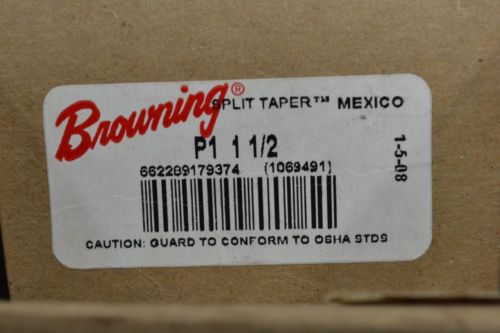 Browning® SPLIT TAPER™ MEXICO
P1 1 1/2
662289179374 (1069491)
CAUTION: GUARD TO CONFORM TO OSHA STDS
1-5-08